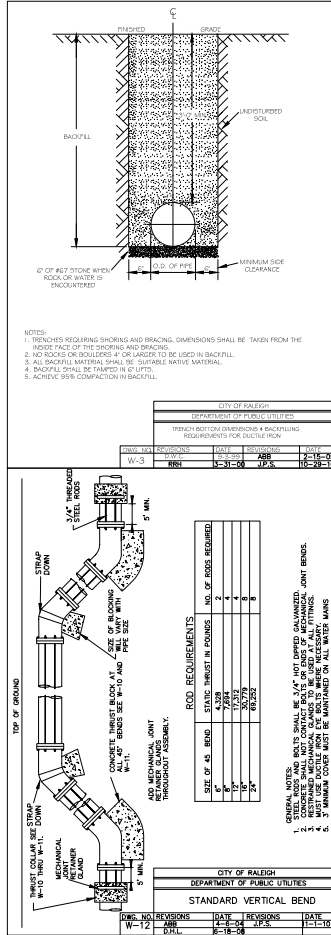 ℄
FINISHED GRADE
BACKFILL
UNDISTURBED
SOIL
6" OF #67 STONE WHEN
ROCK OR WATER IS
ENCOUNTERED
6" O.D. OF PIPE 6"
MINIMUM SIDE
CLEARANCE
NOTES:
1. TRENCHES REQUIRING SHORING AND BRACING, DIMENSIONS SHALL BE TAKEN FROM THE
INSIDE FACE OF THE SHORING AND BRACING.
2. NO ROCKS OR BOULDERS 4" OR LARGER TO BE USED IN BACKFILL.
3. ALL BACKFILL MATERIAL SHALL BE SUITABLE NATIVE MATERIAL.
4. BACKFILL SHALL BE TAMPED IN 6" LIFTS.
5. ACHIEVE 95% COMPACTION IN BACKFILL.
CITY OF RALEIGH
DEPARTMENT OF PUBLIC UTILITIES
TRENCH BOTTOM DIMENSIONS & BACKFILLING
REQUIREMENTS FOR DUCTILE IRON
DWG. NO. REVISIONS DATE REVISIONS DATE
W-3 D.W.C. 9-3-99 ABB
RRH 3-31-00 J.P.S.
TOP OF GROUND
THRUST COLLAR SEE
W-10 THRU W-11.
STRAP
DOWN
MECHANICAL
JOINT
RETAINER
GLAND
5' MIN.
STRAP
DOWN
3/4" THREADED
STEEL RODS
5' MIN.
SIZE OF BLOCKING
WILL VARY WITH
PIPE SIZE
CONCRETE THRUST BLOCK AT
ALL 45° BENDS SEE W-10 AND
W-11.
ADD MECHANICAL JOINT
RETAINER GLANDS
THROUGHOUT ASSEMBLY.
ROD REQUIREMENTS
SIZE OF 45 BEND STATIC THRUST IN POUNDS NO. OF RODS REQUIRED
6" 4,328 2
8" 7,694 4
12" 17,312 4
16" 30,779 8
24" 69,252 8
GENERAL NOTES:
1. STEEL RODS AND BOLTS SHALL BE 3/4" HOT DIPPED GALVANIZED.
2. CONCRETE SHALL NOT CONTACT BOLTS OR ENDS OF MECHANICAL JOINT BENDS.
3. RESTRAINED MECHANICAL GLANDS TO BE USED AT ALL FITTINGS.
4. MUST USE DUCTILE IRON EYE BOLTS WHERE NECESSARY.
5. 3' MINIMUM COVER MUST BE MAINTAINED ON ALL WATER MAINS
CITY OF RALEIGH
DEPARTMENT OF PUBLIC UTILITIES
STANDARD VERTICAL BEND
DWG. NO. REVISIONS DATE REVISIONS DATE
W-12 ABB 4-6-04 J.P.S.
D.H.L. 6-18-08